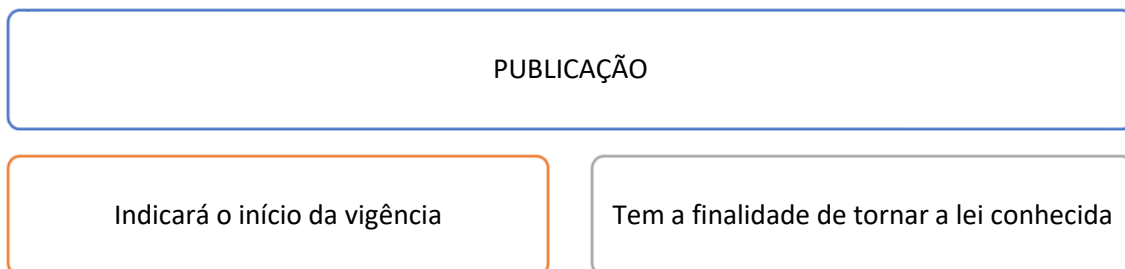 PUBLICAÇÃO
Indicará o início da vigência
Tem a finalidade de tornar a lei conhecida